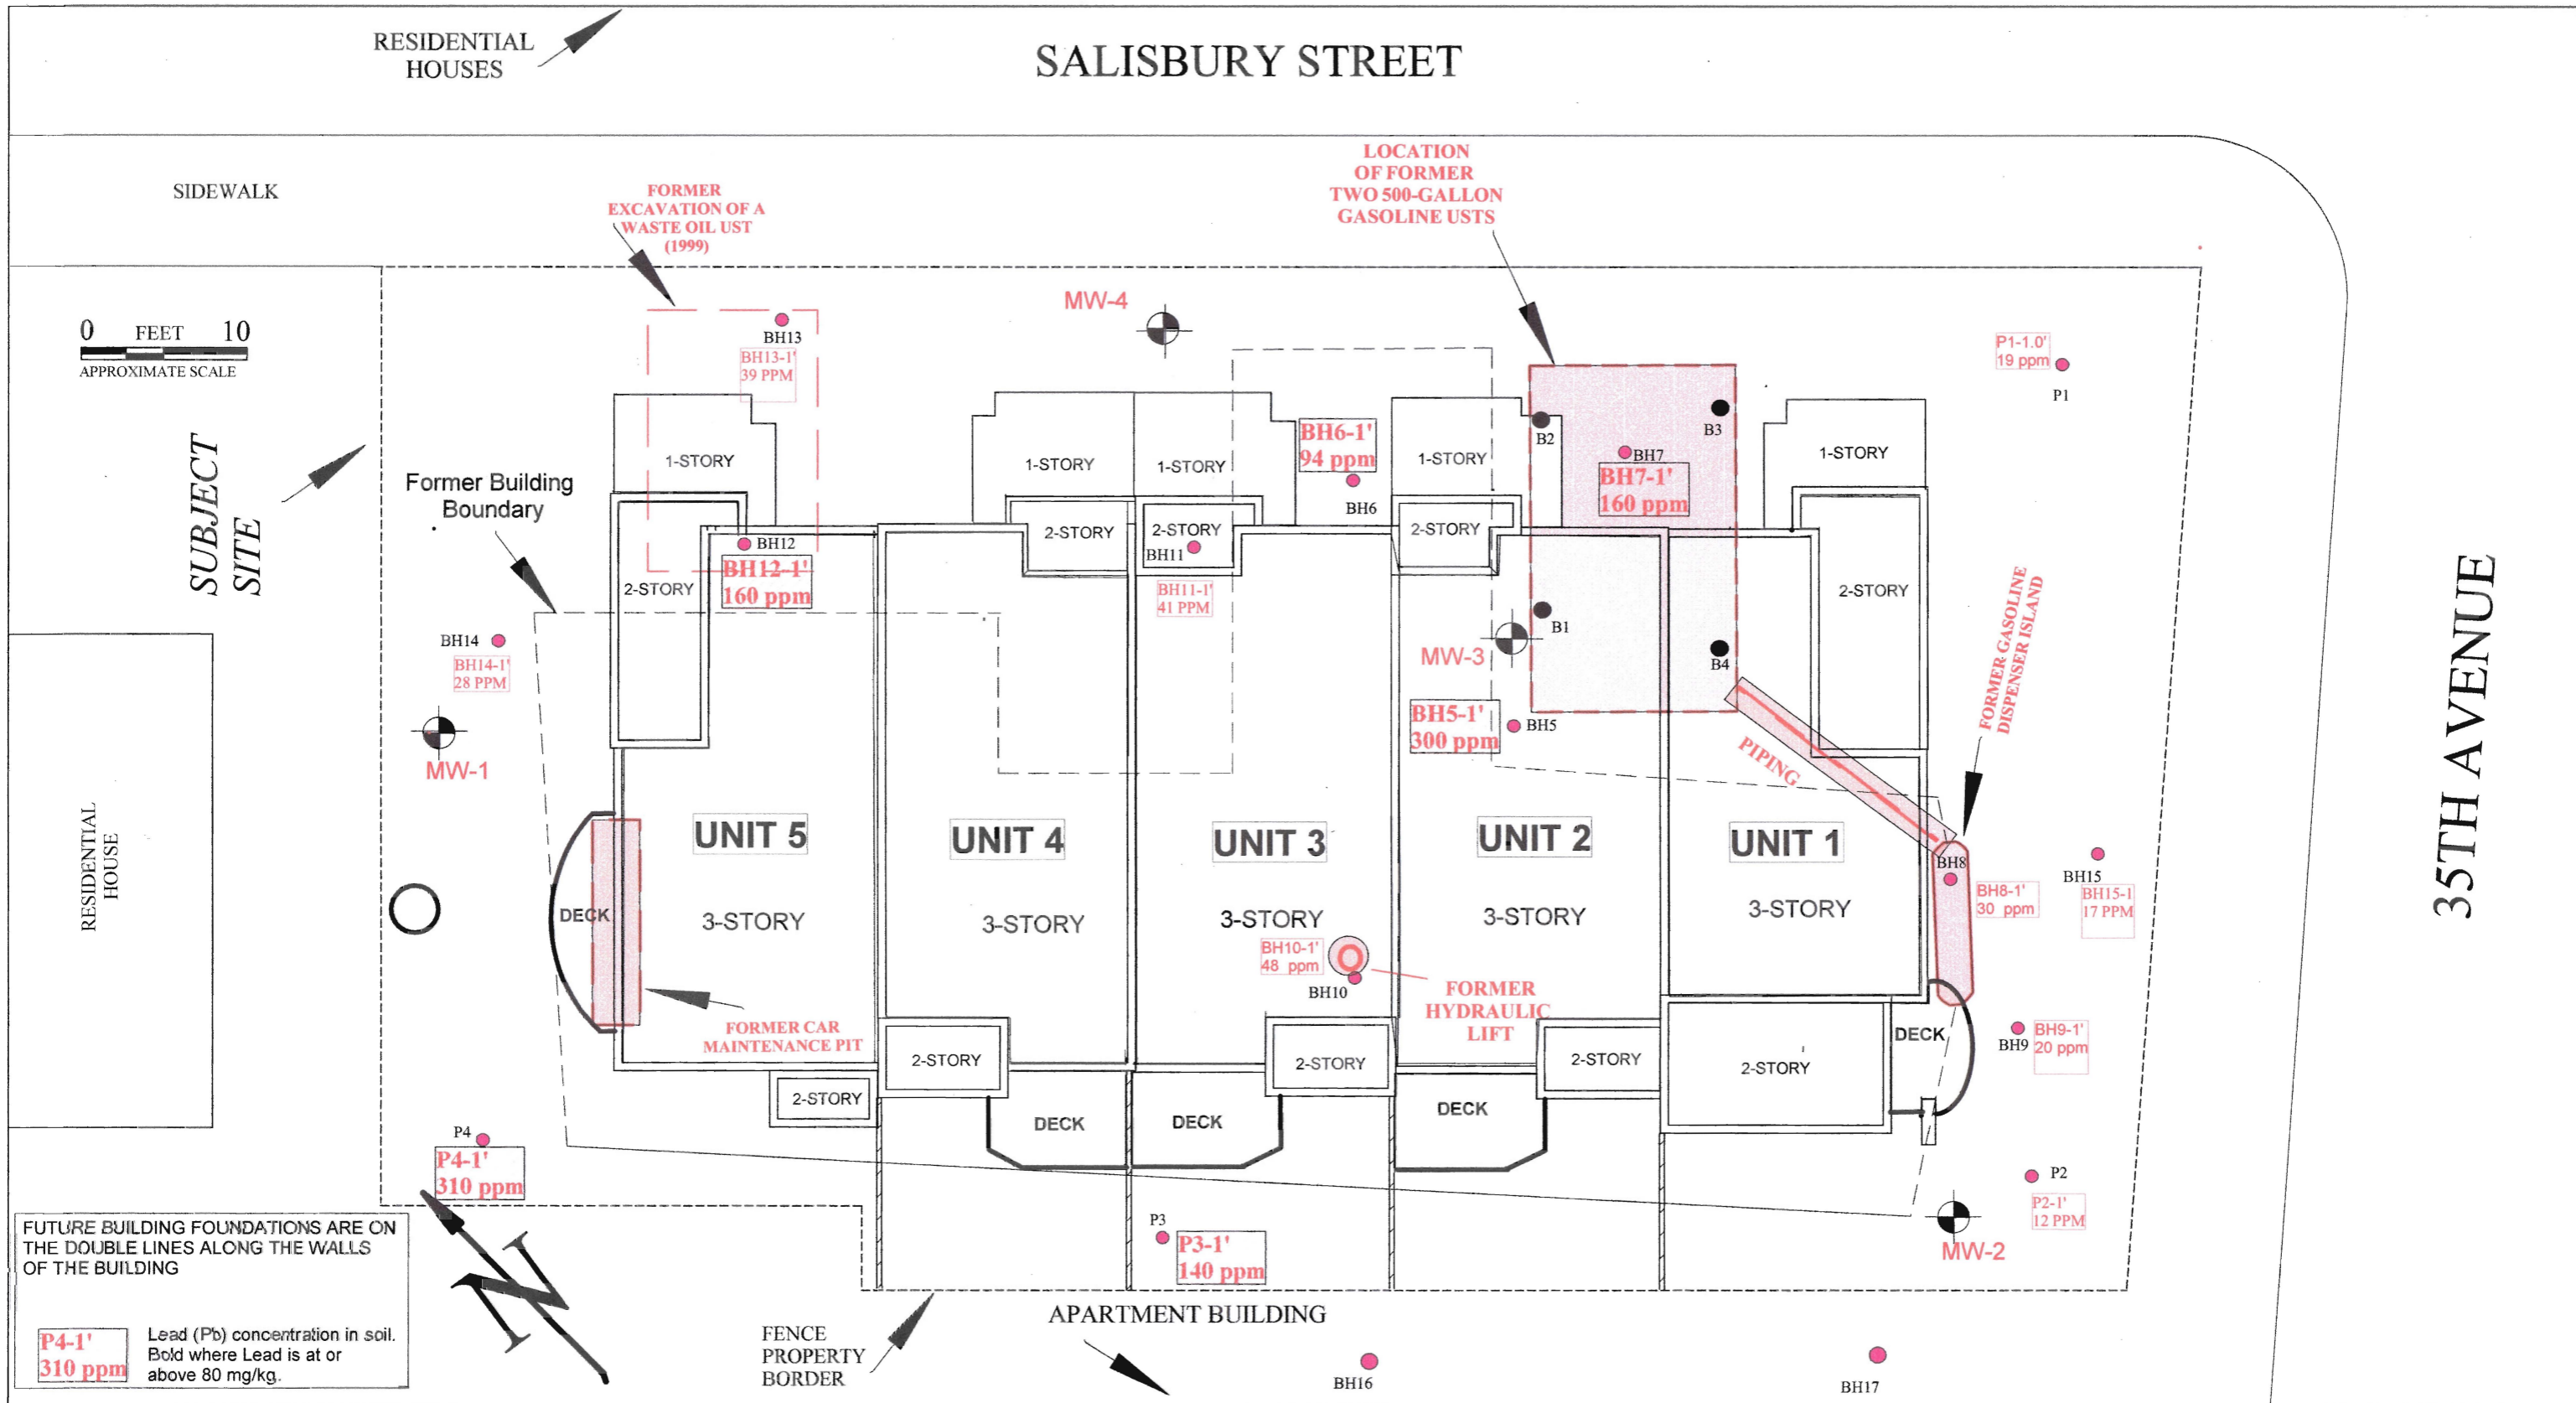 RESIDENTIAL
HOUSES
SALISBURY STREET
SIDEWALK
FORMER
EXCAVATION OF A
WASTE OIL UST
(1999)
LOCATION
OF FORMER
TWO 500-GALLON
GASOLINE USTS
0 FEET 10
APPROXIMATE SCALE
SUBJECT
SITE
Former Building
Boundary
BH13
BH13-1'
39 PPM
MW-4
P1-1.0'
19 ppm
P1
1-STORY
1-STORY
1-STORY
BH6-1'
94 ppm
BH6
1-STORY
B2
B3
BH7
BH7-1'
160 ppm
1-STORY
BH12
BH12-1'
160 ppm
2-STORY
2-STORY
2-STORY
BH11
BH11-1'
41 PPM
2-STORY
B1
MW-3
B4
2-STORY
FORMER GASOLINE
DISPENSER ISLAND
35TH AVENUE
BH14
BH14-1'
28 PPM
MW-1
BH5-1'
300 ppm
BH5
PIPING
RESIDENTIAL
HOUSE
UNIT 5
UNIT 4
UNIT 3
UNIT 2
UNIT 1
DECK
3-STORY
3-STORY
3-STORY
3-STORY
3-STORY
BH8
BH8-1'
30 ppm
BH15
BH15-1
17 PPM
BH10-1'
48 ppm
BH10
FORMER
HYDRAULIC
LIFT
FORMER CAR
MAINTENANCE PIT
DECK
BH9
BH9-1'
20 ppm
2-STORY
2-STORY
2-STORY
2-STORY
2-STORY
DECK
DECK
DECK
P4
P4-1'
310 ppm
P3
P3-1'
140 ppm
P2
P2-1'
12 PPM
MW-2
FUTURE BUILDING FOUNDATIONS ARE ON
THE DOUBLE LINES ALONG THE WALLS
OF THE BUILDING
P4-1'
310 ppm
Lead (Pb) concentration in soil.
Bold where Lead is at or
above 80 mg/kg.
N
FENCE
PROPERTY
BORDER
APARTMENT BUILDING
BH16
BH17